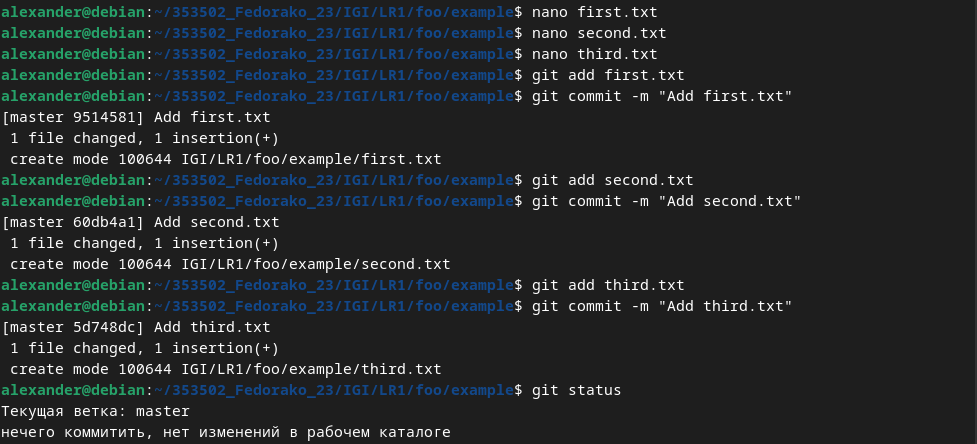 alexander@debian:~/353502_Fedorako_23/IGI/LR1/foo/example$ nano first.txt
alexander@debian:~/353502_Fedorako_23/IGI/LR1/foo/example$ nano second.txt
alexander@debian:~/353502_Fedorako_23/IGI/LR1/foo/example$ nano third.txt
alexander@debian:~/353502_Fedorako_23/IGI/LR1/foo/example$ git add first.txt
alexander@debian:~/353502_Fedorako_23/IGI/LR1/foo/example$ git commit -m "Add first.txt"
[master 9514581] Add first.txt
 1 file changed, 1 insertion(+)
 create mode 100644 IGI/LR1/foo/example/first.txt
alexander@debian:~/353502_Fedorako_23/IGI/LR1/foo/example$ git add second.txt
alexander@debian:~/353502_Fedorako_23/IGI/LR1/foo/example$ git commit -m "Add second.txt"
[master 60db4a1] Add second.txt
 1 file changed, 1 insertion(+)
 create mode 100644 IGI/LR1/foo/example/second.txt
alexander@debian:~/353502_Fedorako_23/IGI/LR1/foo/example$ git add third.txt
alexander@debian:~/353502_Fedorako_23/IGI/LR1/foo/example$ git commit -m "Add third.txt"
[master 5d748dc] Add third.txt
 1 file changed, 1 insertion(+)
 create mode 100644 IGI/LR1/foo/example/third.txt
alexander@debian:~/353502_Fedorako_23/IGI/LR1/foo/example$ git status
Текущая ветка: master
нечего коммитить, нет изменений в рабочем каталоге